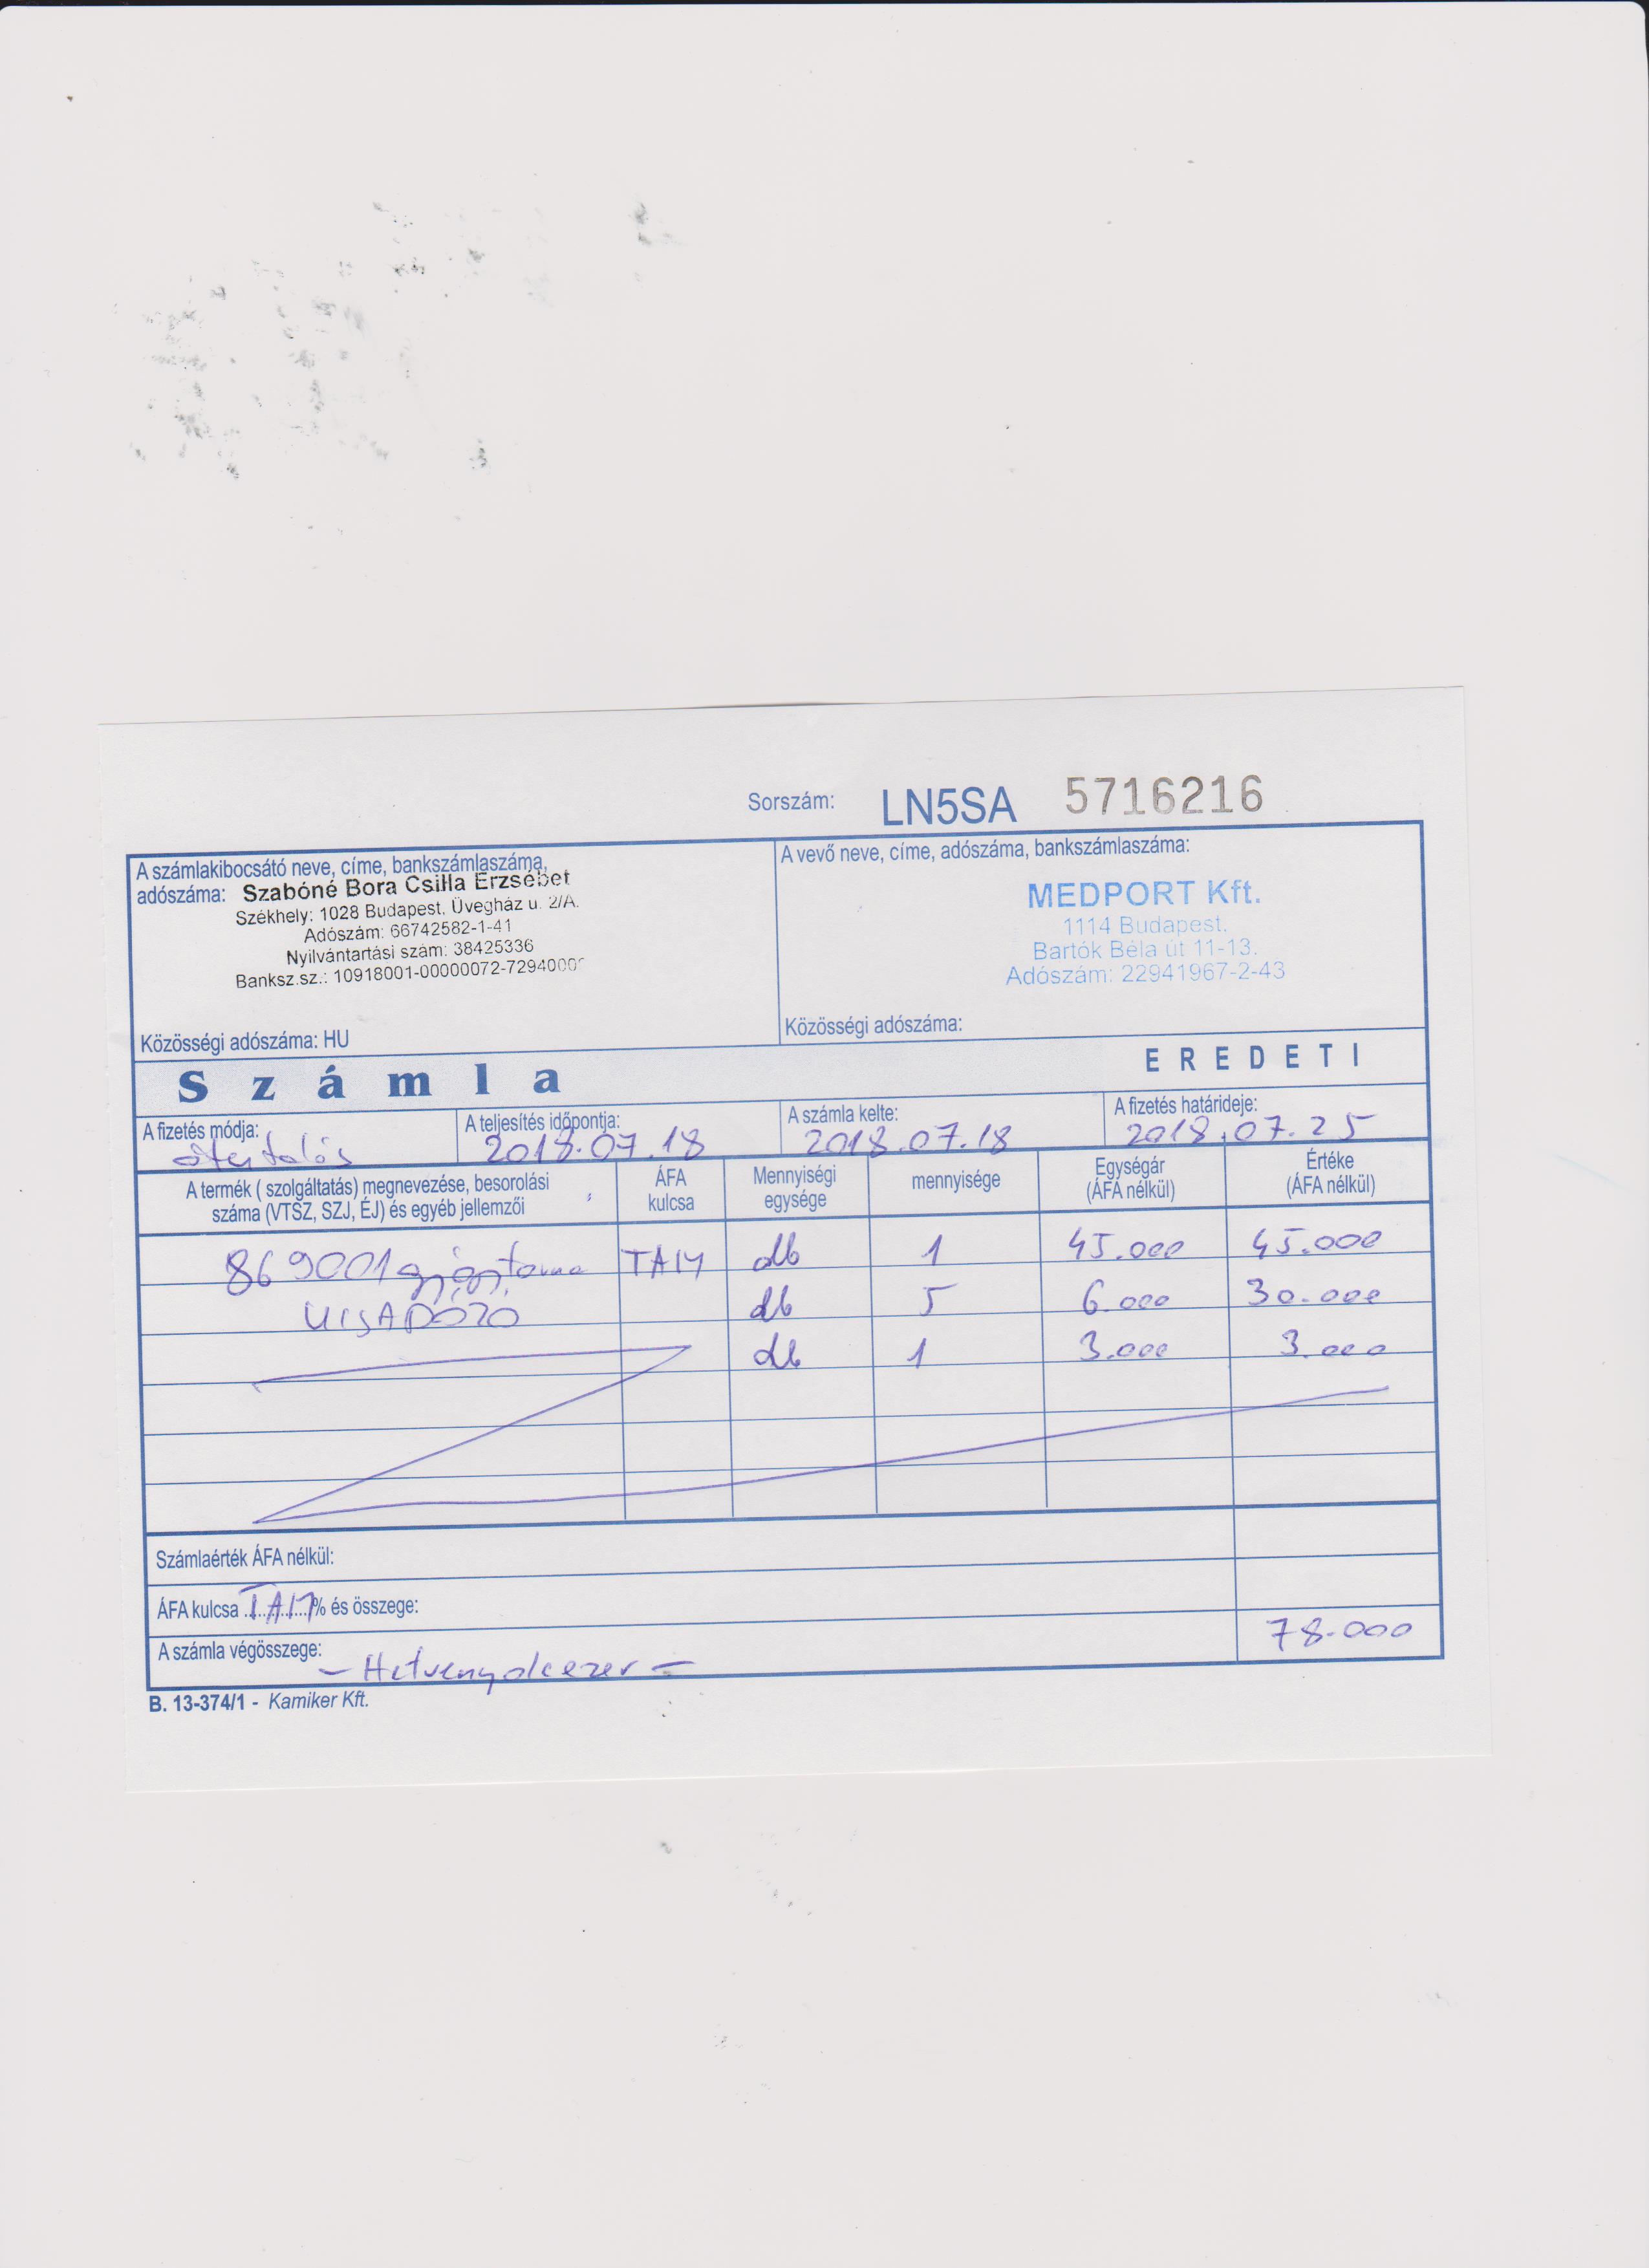 Sorszám: LN5SA 5716216
A számlakibocsátó neve, címe, bankszámlaszáma,
adószáma: Szabóné Bora Csilla Erzsébet
Székhely: 1028 Budapest, Üvegház u. 2/A.
Adószám: 66742582-1-41
Nyilvántartási szám: 38425336
Banksz.sz.: 10918001-00000072-72940000
Közösségi adószáma: HU
A vevő neve, címe, adószáma, bankszámlaszáma:
MEDPORT Kft.
1114 Budapest.
Bartók Béla út 11-13.
Adószám: 22941967-2-43
Közösségi adószáma:
Számla EREDETI
A fizetés módja: A teljesítés időpontja: A számla kelte: A fizetés határideje:
átutalás 2018.07.18 2018.07.18 2018.07.25
A termék ( szolgáltatás) megnevezése, besorolási
száma (VTSZ, SZJ, ÉJ) és egyéb jellemzői
ÁFA
kulcsa
Mennyiségi
egysége
mennyisége
Egységár
(ÁFA nélkül)
Értéke
(ÁFA nélkül)
869001 gyógytorna TAM db 1 45.000 45.000
KISADÓZÓ db 5 6.000 30.000
db 1 3.000 3.000
Számlaérték ÁFA nélkül:
ÁFA kulcsa TAM % és összege:
A számla végösszege: - Hetvennyolcezer - 78.000
B. 13-374/1 - Kamiker Kft.